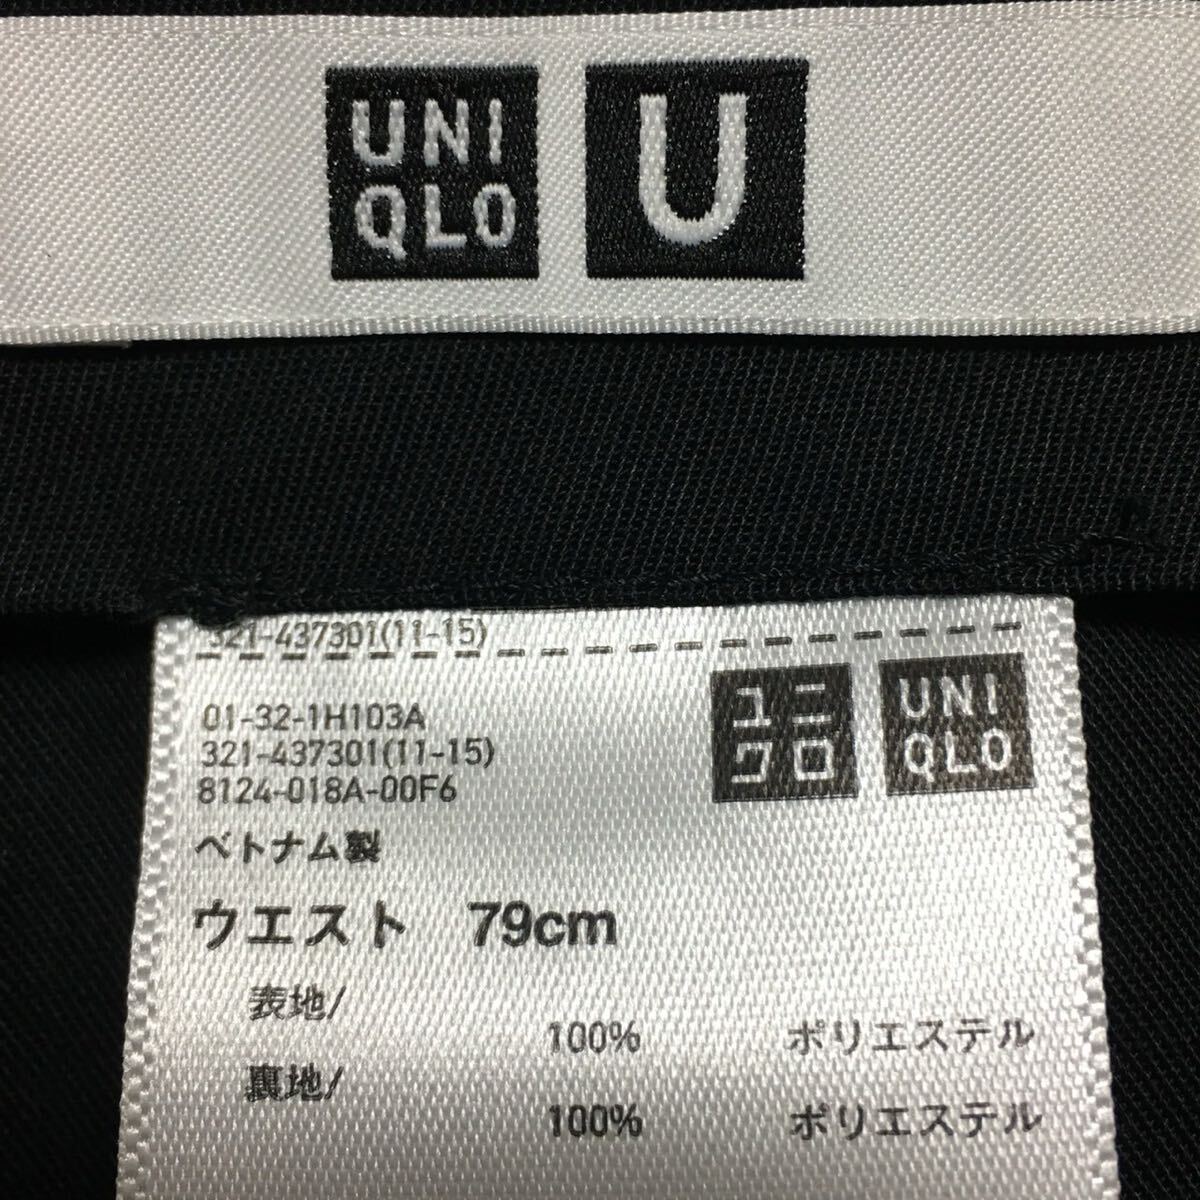 UNI
QLO
U
321-437301(11-15)
01-32-1H103A
321-437301(11-15)
8124-018A-00F6
ユニ
クロ
UNI
QLO
ベトナム製
ウエスト 79cm
表地/
100% ポリエステル
裏地/
100% ポリエステル